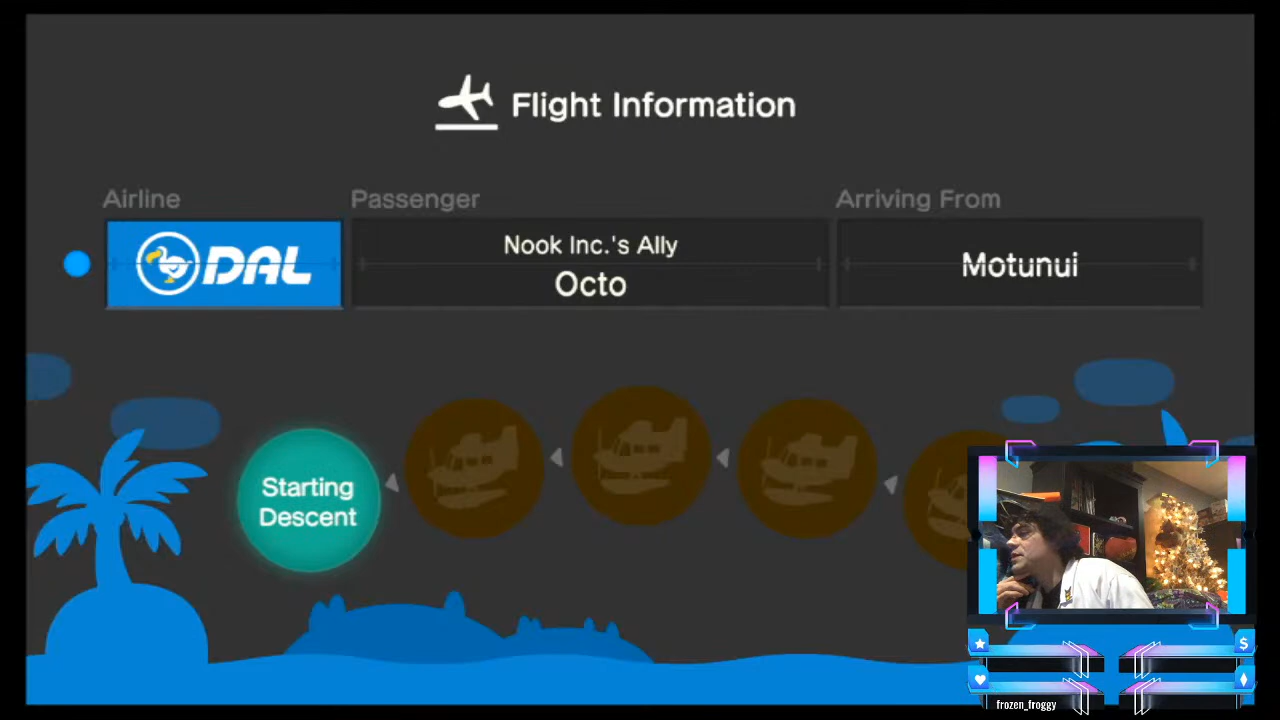 Flight Information
Airline
Passenger
Arriving From
DAL
Nook Inc.'s Ally
Octo
Motunui
Starting
Descent
$
frozen_froggy